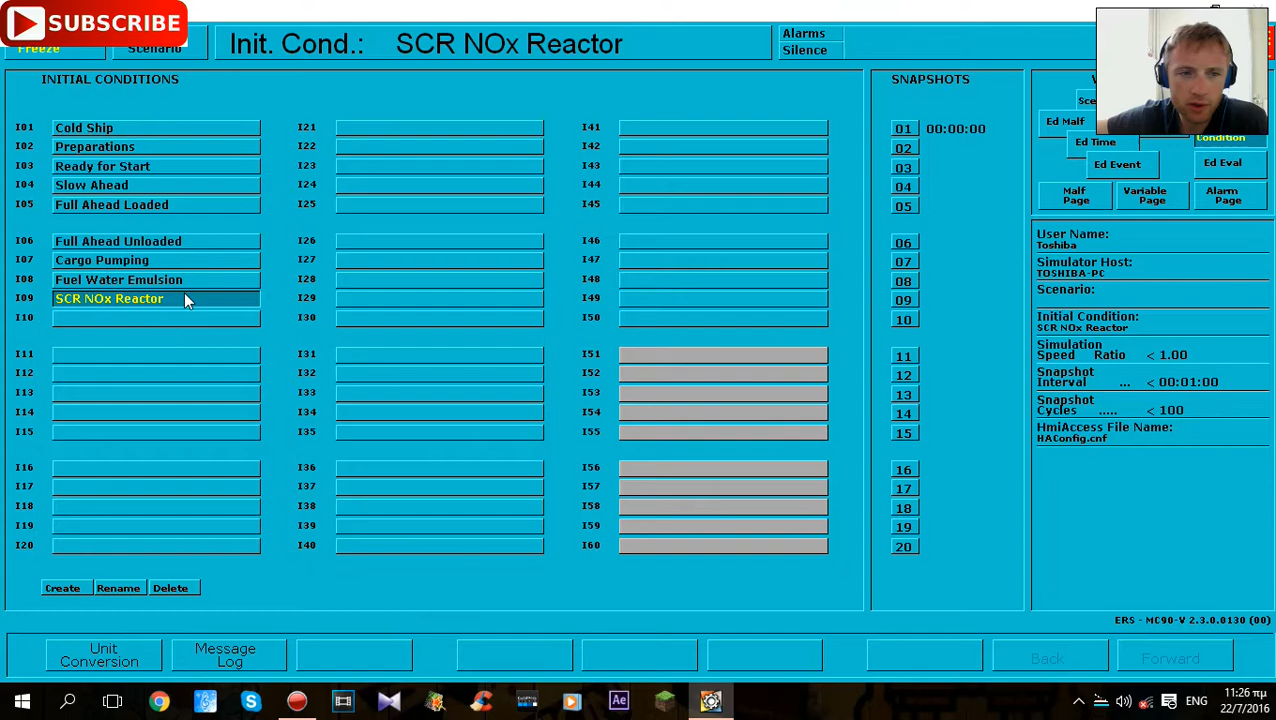 SUBSCRIBE
Freeze
Scenario
Init. Cond.: SCR NOx Reactor
Alarms
Silence
INITIAL CONDITIONS
I01 Cold Ship
I02 Preparations
I03 Ready for Start
I04 Slow Ahead
I05 Full Ahead Loaded
I06 Full Ahead Unloaded
I07 Cargo Pumping
I08 Fuel Water Emulsion
I09 SCR NOx Reactor
I10
I11
I12
I13
I14
I15
I16
I17
I18
I19
I20
I21
I22
I23
I24
I25
I26
I27
I28
I29
I30
I31
I32
I33
I34
I35
I36
I37
I38
I39
I40
I41
I42
I43
I44
I45
I46
I47
I48
I49
I50
I51
I52
I53
I54
I55
I56
I57
I58
I59
I60
Create Rename Delete
SNAPSHOTS
01 00:00:00
02
03
04
05
06
07
08
09
10
11
12
13
14
15
16
17
18
19
20
Ed Malf
Condition
Ed Time
Ed Event
Ed Eval
Malf
Page
Variable
Page
Alarm
Page
User Name:
Toshiba
Simulator Host:
TOSHIBA-PC
Scenario:
Initial Condition:
SCR NOx Reactor
Simulation
Speed Ratio < 1.00
Snapshot
Interval ... < 00:01:00
Snapshot
Cycles ..... < 100
HmiAccess File Name:
HAConfig.cnf
ERS - MC90-V 2.3.0.0130 (00)
Unit
Conversion
Message
Log
Back
Forward
Ae
ENG
11:26 πμ
22/7/2016